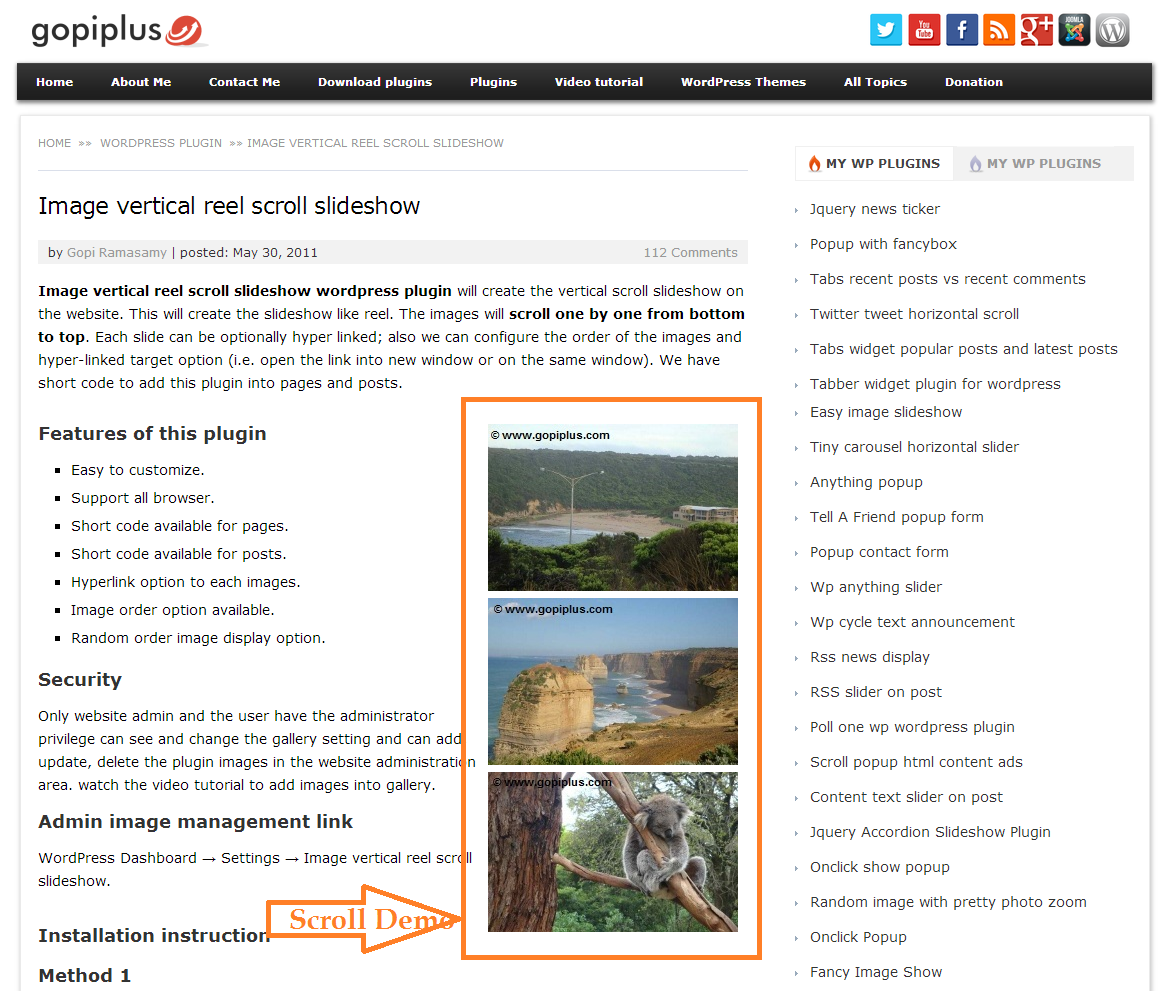 gopiplus
You
Tube
g+
JOOMLA
Home About Me Contact Me Download plugins Plugins Video tutorial WordPress Themes All Topics Donation
HOME »» WORDPRESS PLUGIN »» IMAGE VERTICAL REEL SCROLL SLIDESHOW
Image vertical reel scroll slideshow
by Gopi Ramasamy | posted: May 30, 2011 112 Comments
Image vertical reel scroll slideshow wordpress plugin will create the vertical scroll slideshow on
the website. This will create the slideshow like reel. The images will scroll one by one from bottom
to top. Each slide can be optionally hyper linked; also we can configure the order of the images and
hyper-linked target option (i.e. open the link into new window or on the same window). We have
short code to add this plugin into pages and posts.
Features of this plugin
Easy to customize.
Support all browser.
Short code available for pages.
Short code available for posts.
Hyperlink option to each images.
Image order option available.
Random order image display option.
Security
Only website admin and the user have the administrator
privilege can see and change the gallery setting and can add
update, delete the plugin images in the website administration
area. watch the video tutorial to add images into gallery.
Admin image management link
WordPress Dashboard → Settings → Image vertical reel scroll
slideshow.
Installation instruction
Method 1
© www.gopiplus.com
© www.gopiplus.com
© www.gopiplus.com
Scroll Demo
MY WP PLUGINS MY WP PLUGINS
Jquery news ticker
Popup with fancybox
Tabs recent posts vs recent comments
Twitter tweet horizontal scroll
Tabs widget popular posts and latest posts
Tabber widget plugin for wordpress
Easy image slideshow
Tiny carousel horizontal slider
Anything popup
Tell A Friend popup form
Popup contact form
Wp anything slider
Wp cycle text announcement
Rss news display
RSS slider on post
Poll one wp wordpress plugin
Scroll popup html content ads
Content text slider on post
Jquery Accordion Slideshow Plugin
Onclick show popup
Random image with pretty photo zoom
Onclick Popup
Fancy Image Show